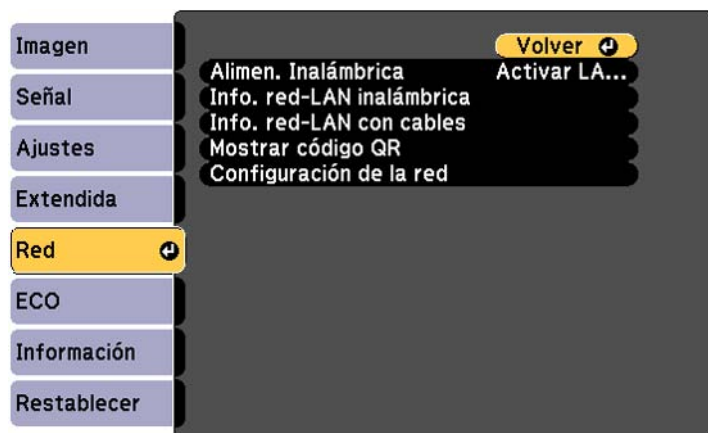 Imagen
Señal
Ajustes
Extendida
Red
ECO
Información
Restablecer
Volver
Alimen. Inalámbrica Activar LA...
Info. red-LAN inalámbrica
Info. red-LAN con cables
Mostrar código QR
Configuración de la red